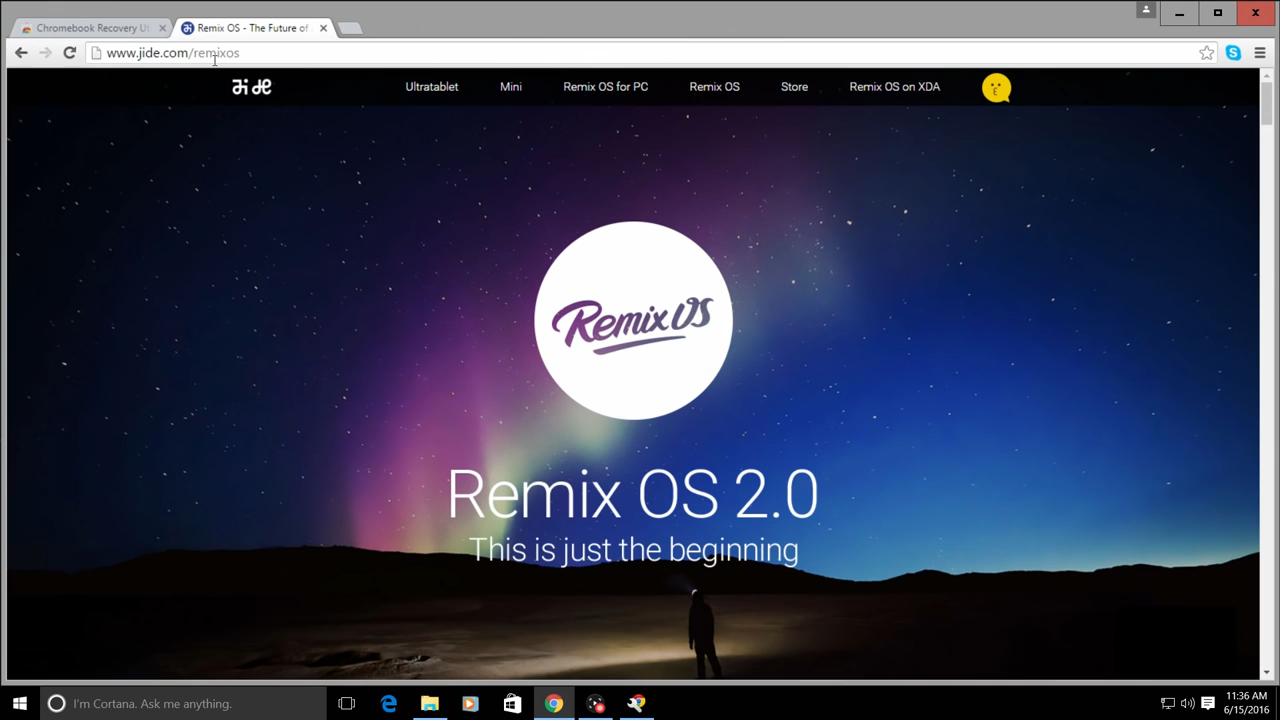 Chromebook Recovery Ut
Remix OS - The Future of
www.jide.com/remixos
Jide
Ultratablet
Mini
Remix OS for PC
Remix OS
Store
Remix OS on XDA
Remix OS
Remix OS 2.0
This is just the beginning
I'm Cortana. Ask me anything.
11:36 AM
6/15/2016